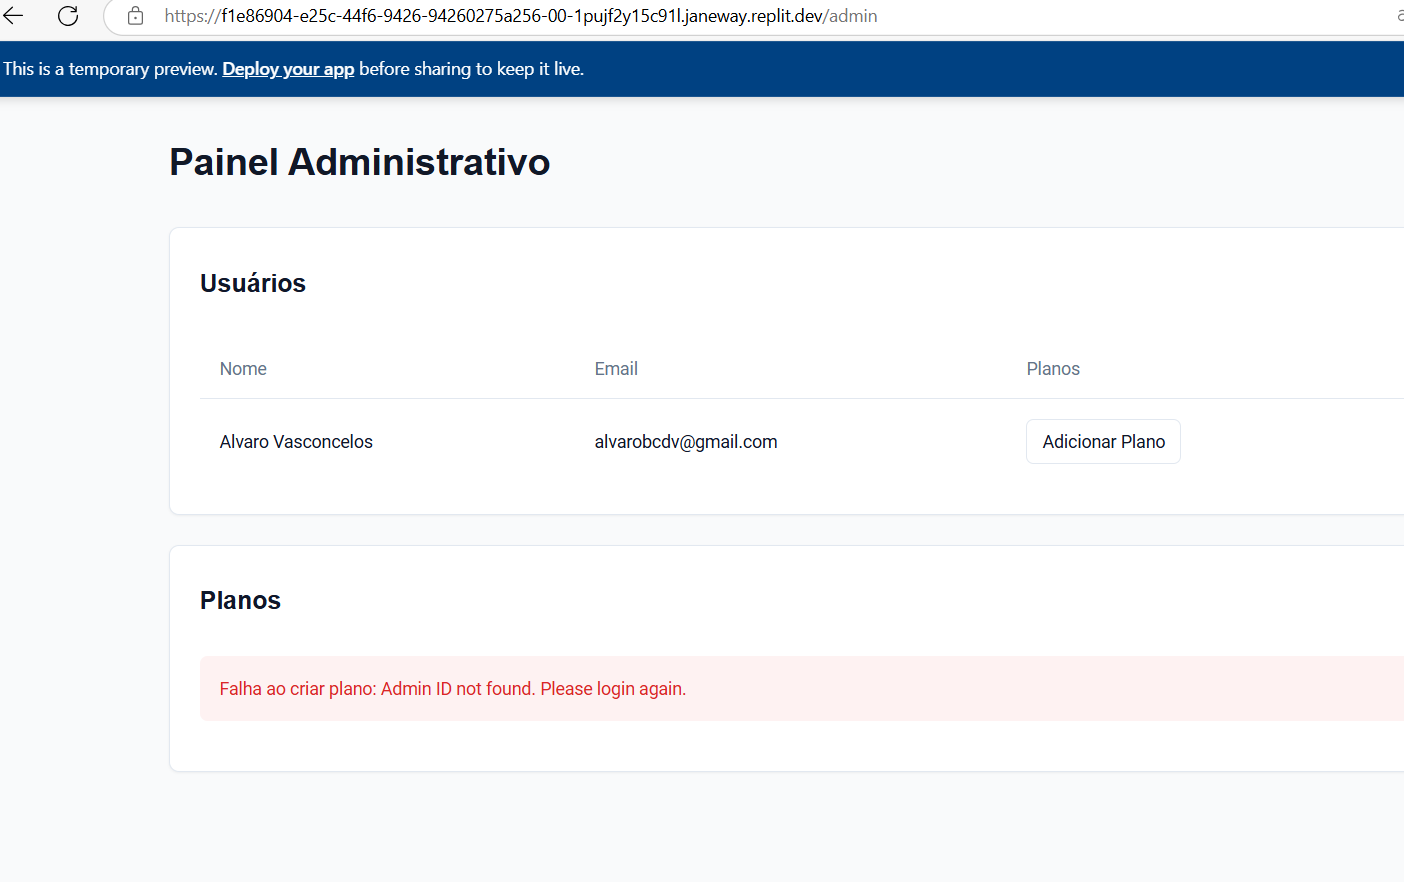 https://f1e86904-e25c-44f6-9426-94260275a256-00-1pujf2y15c91l.janeway.replit.dev/admin
This is a temporary preview. Deploy your app before sharing to keep it live.
Painel Administrativo
Usuários
Nome Email Planos
Alvaro Vasconcelos alvarobcdv@gmail.com Adicionar Plano
Planos
Falha ao criar plano: Admin ID not found. Please login again.